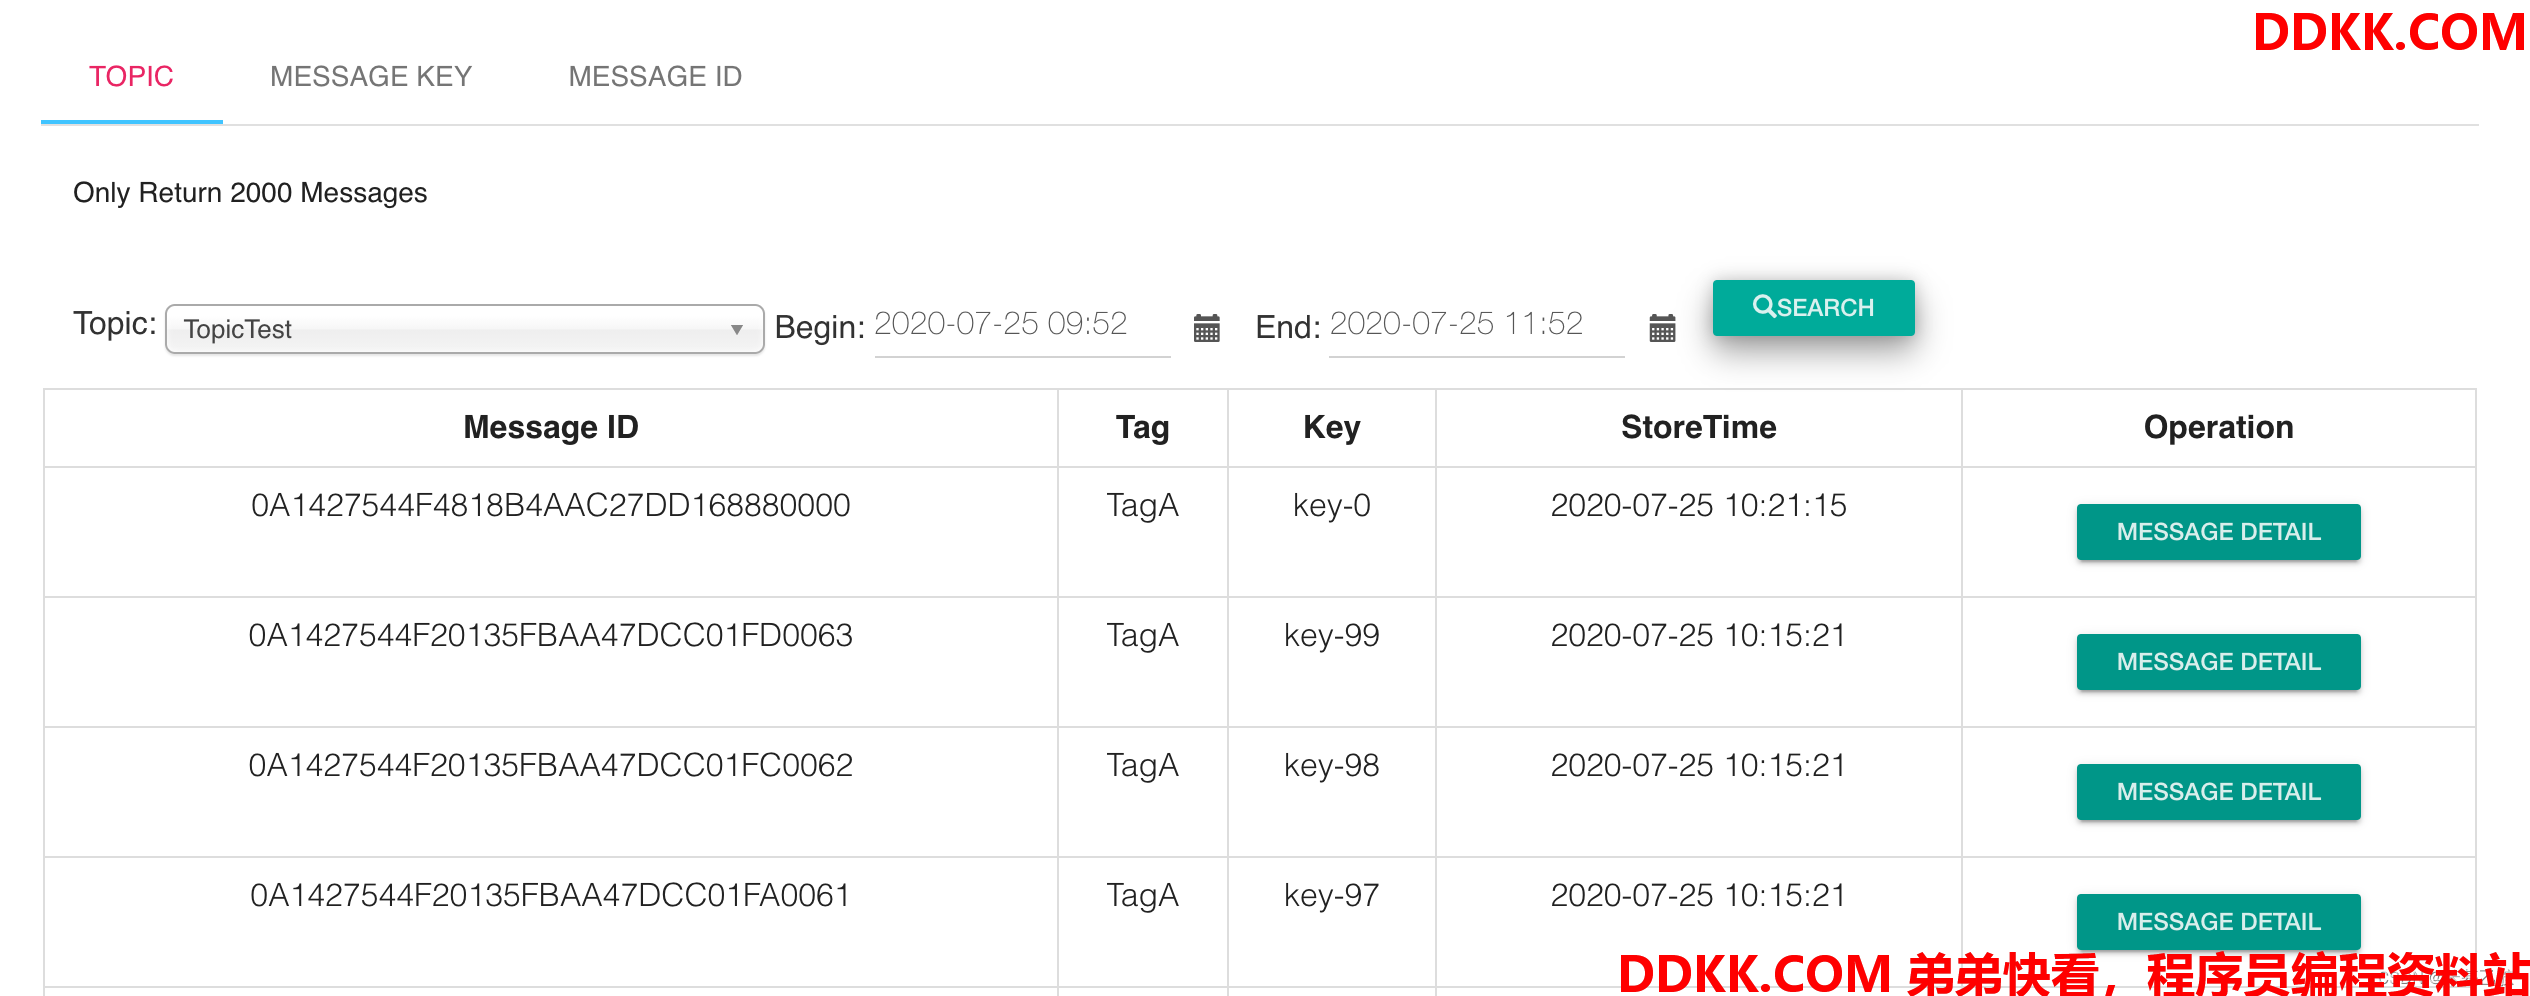 DDKK.COM
TOPIC MESSAGE KEY MESSAGE ID
Only Return 2000 Messages
Topic: TopicTest Begin: 2020-07-25 09:52 End: 2020-07-25 11:52 SEARCH
Message ID Tag Key StoreTime Operation
0A1427544F4818B4AAC27DD168880000 TagA key-0 2020-07-25 10:21:15 MESSAGE DETAIL
0A1427544F20135FBAA47DCC01FD0063 TagA key-99 2020-07-25 10:15:21 MESSAGE DETAIL
0A1427544F20135FBAA47DCC01FC0062 TagA key-98 2020-07-25 10:15:21 MESSAGE DETAIL
0A1427544F20135FBAA47DCC01FA0061 TagA key-97 2020-07-25 10:15:21 MESSAGE DETAIL
DDKK.COM 弟弟快看，程序员编程资料站